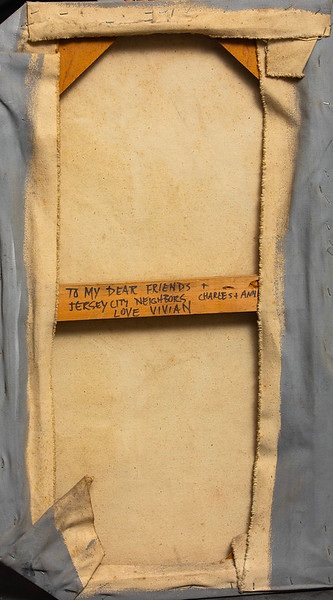 TO MY DEAR FRIENDS +
JERSEY CITY NEIGHBORS, CHARLES + ANN
LOVE VIVIAN